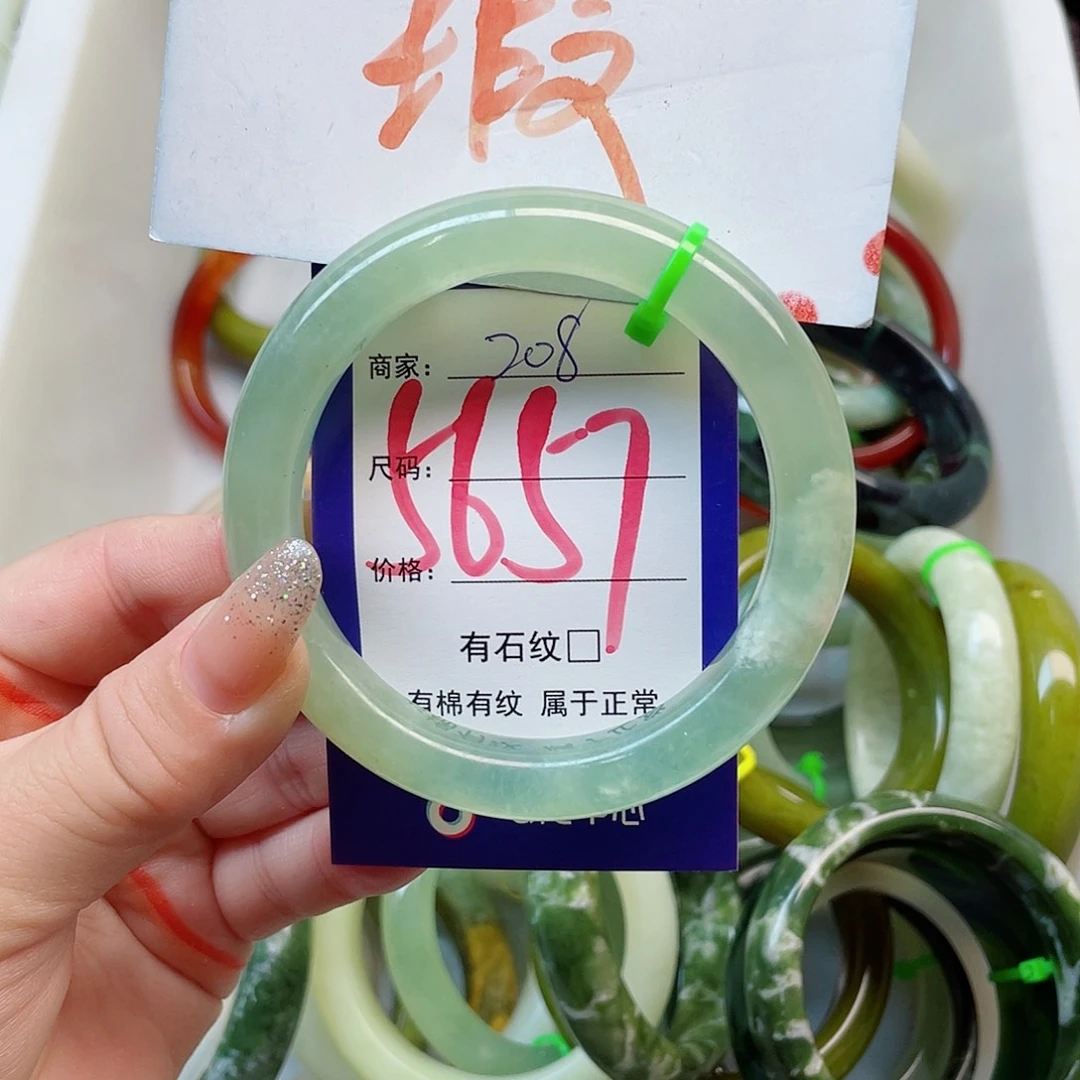 瑕
商家： 208
尺码：
5657
价格：
有石纹□
有棉有纹 属于正常